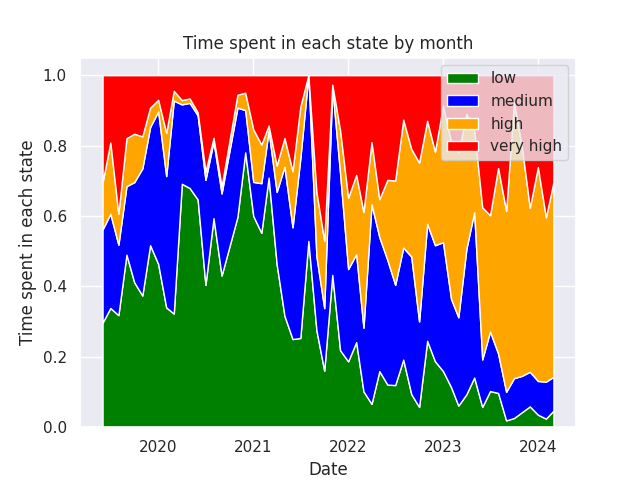 Time spent in each state by month
low
medium
high
very high
1.0
0.8
0.6
0.4
0.2
0.0
Time spent in each state
2020 2021 2022 2023 2024
Date